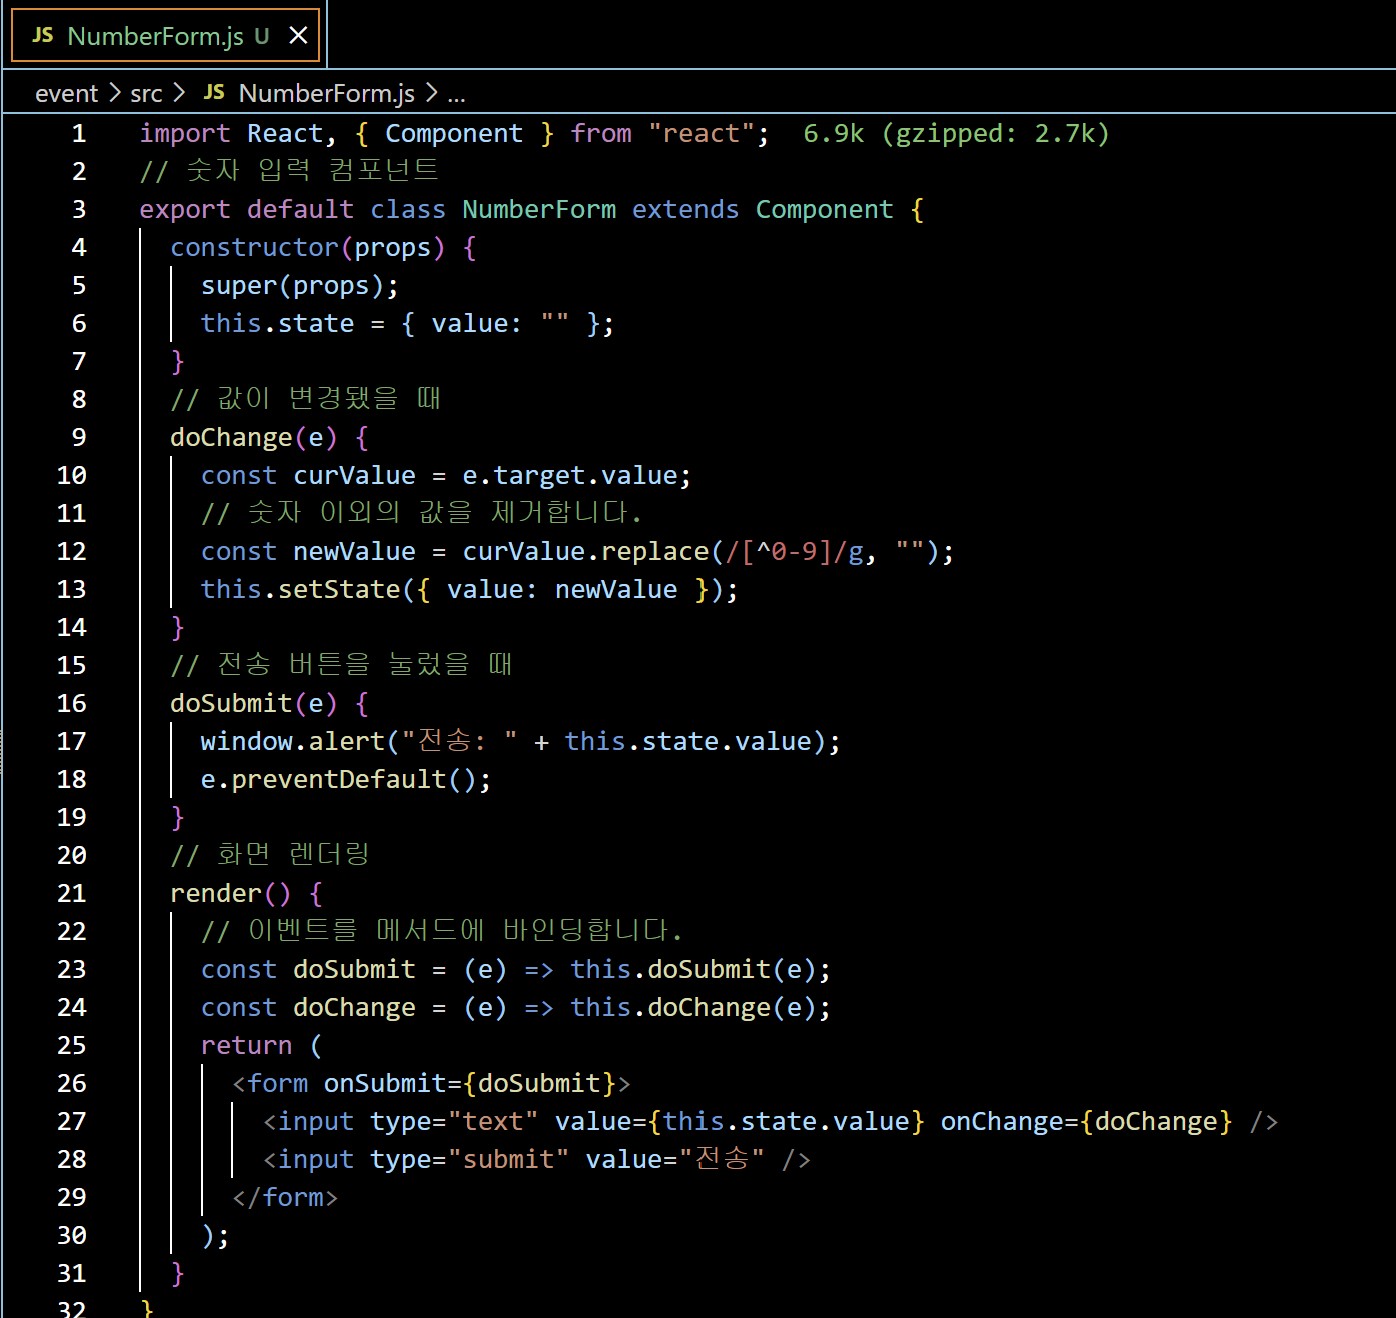 JS NumberForm.js U ×
event > src > JS NumberForm.js > ...
1 import React, { Component } from "react"; 6.9k (gzipped: 2.7k)
2 // 숫자 입력 컴포넌트
3 export default class NumberForm extends Component {
4   constructor(props) {
5     super(props);
6     this.state = { value: "" };
7   }
8   // 값이 변경됐을 때
9   doChange(e) {
10     const curValue = e.target.value;
11     // 숫자 이외의 값을 제거합니다.
12     const newValue = curValue.replace(/[^0-9]/g, "");
13     this.setState({ value: newValue });
14   }
15   // 전송 버튼을 눌렀을 때
16   doSubmit(e) {
17     window.alert("전송: " + this.state.value);
18     e.preventDefault();
19   }
20   // 화면 렌더링
21   render() {
22     // 이벤트를 메서드에 바인딩합니다.
23     const doSubmit = (e) => this.doSubmit(e);
24     const doChange = (e) => this.doChange(e);
25     return (
26       <form onSubmit={doSubmit}>
27         <input type="text" value={this.state.value} onChange={doChange} />
28         <input type="submit" value="전송" />
29       </form>
30     );
31   }
32 }